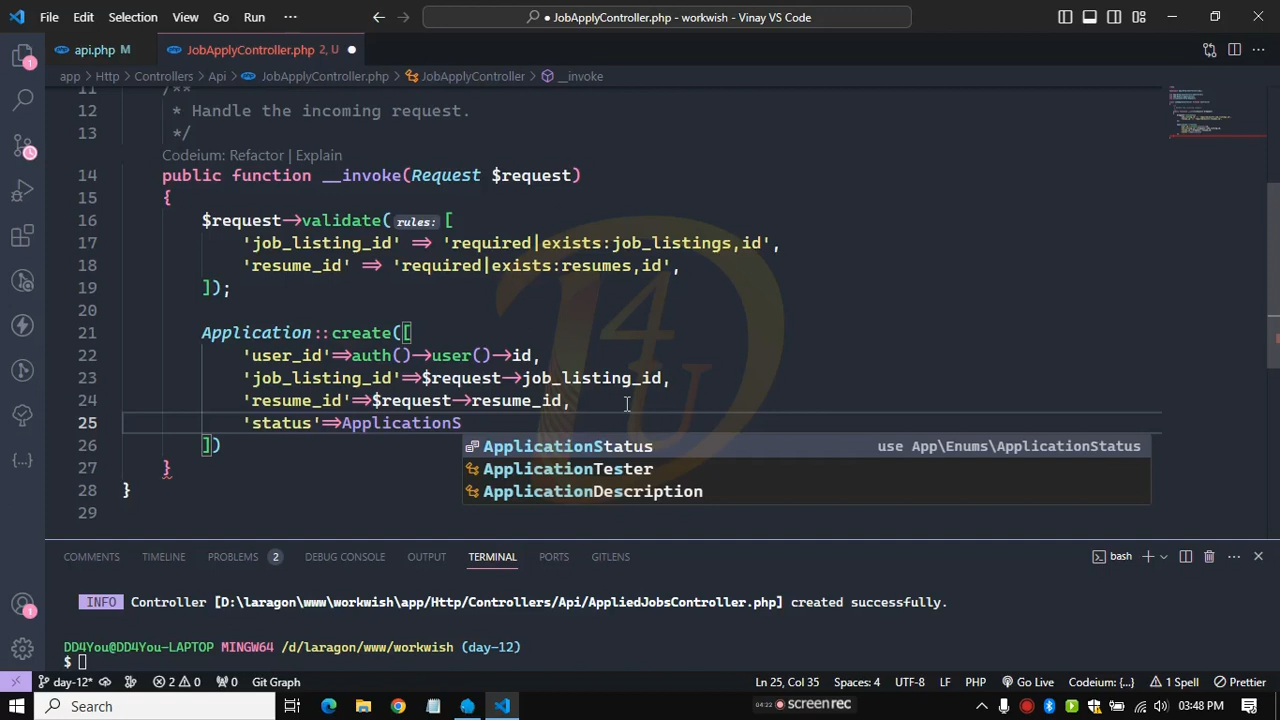 File Edit Selection View Go Run ···
JobApplyController.php - workwish - Vinay VS Code
api.php M
JobApplyController.php 2, U
app > Http > Controllers > Api > JobApplyController.php > JobApplyController > __invoke
11 /**
12 * Handle the incoming request.
13 */
Codeium: Refactor | Explain
14 public function __invoke(Request $request)
15 {
16 $request->validate( rules: [
17 'job_listing_id' => 'required|exists:job_listings,id',
18 'resume_id' => 'required|exists:resumes,id',
19 ]);
20
21 Application::create([
22 'user_id'=>auth()->user()->id,
23 'job_listing_id'=>$request->job_listing_id,
24 'resume_id'=>$request->resume_id,
25 'status'=>ApplicationS
ApplicationStatus use App\Enums\ApplicationStatus
26 ])
ApplicationTester
27 }
ApplicationDescription
28 }
29
D4U
COMMENTS TIMELINE PROBLEMS 2 DEBUG CONSOLE OUTPUT TERMINAL PORTS GITLENS
bash
INFO Controller [D:\laragon\www\workwish\app/Http/Controllers/Api/AppliedJobsController.php] created successfully.
DD4You@DD4You-LAPTOP MINGW64 /d/laragon/www/workwish (day-12)
$
day-12* 2 0 0 Git Graph
Ln 25, Col 35 Spaces: 4 UTF-8 LF PHP Go Live Codeium: {...} 1 Spell Prettier
Search
04:22 screen rec
03:48 PM